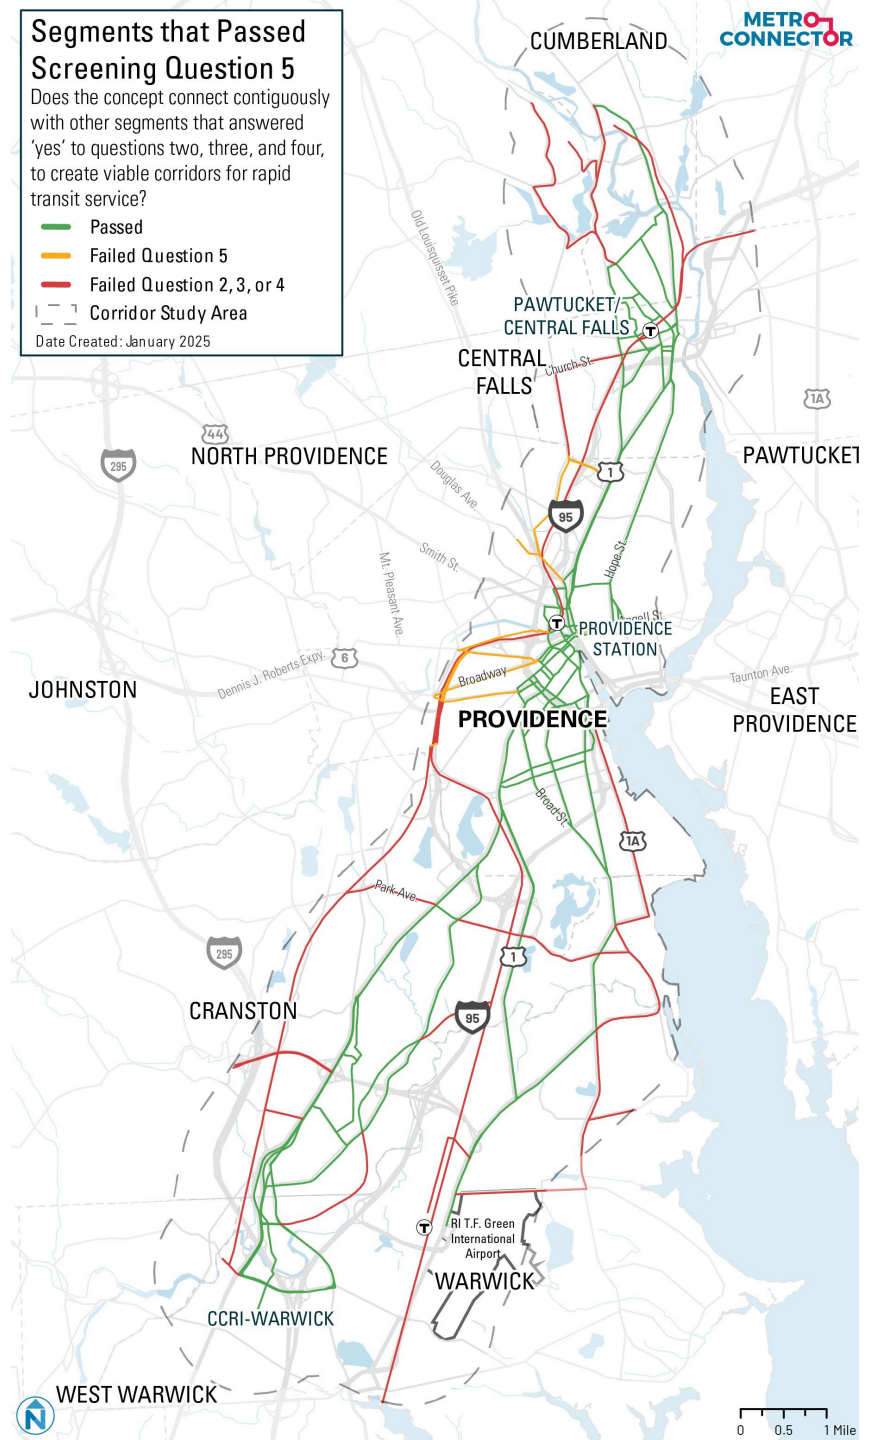 Segments that Passed
Screening Question 5
Does the concept connect contiguously
with other segments that answered
‘yes’ to questions two, three, and four,
to create viable corridors for rapid
transit service?
Passed
Failed Question 5
Failed Question 2, 3, or 4
Corridor Study Area
Date Created: January 2025
METRO
CONNECTOR
CUMBERLAND
Old Louisquisset Pike
PAWTUCKET/
CENTRAL FALLS
T
CENTRAL
FALLS
Church St.
1A
44
295
NORTH PROVIDENCE
PAWTUCKET
Douglas Ave.
1
95
Smith St.
Mt. Pleasant Ave.
Hope St.
T
PROVIDENCE
STATION
6
Dennis J. Roberts Expy.
Broadway
Taunton Ave.
JOHNSTON
EAST
PROVIDENCE
PROVIDENCE
Broad St.
1A
Park Ave.
295
1
CRANSTON
95
T
RI T.F. Green
International
Airport
WARWICK
CCRI-WARWICK
WEST WARWICK
N
0 0.5 1 Mile